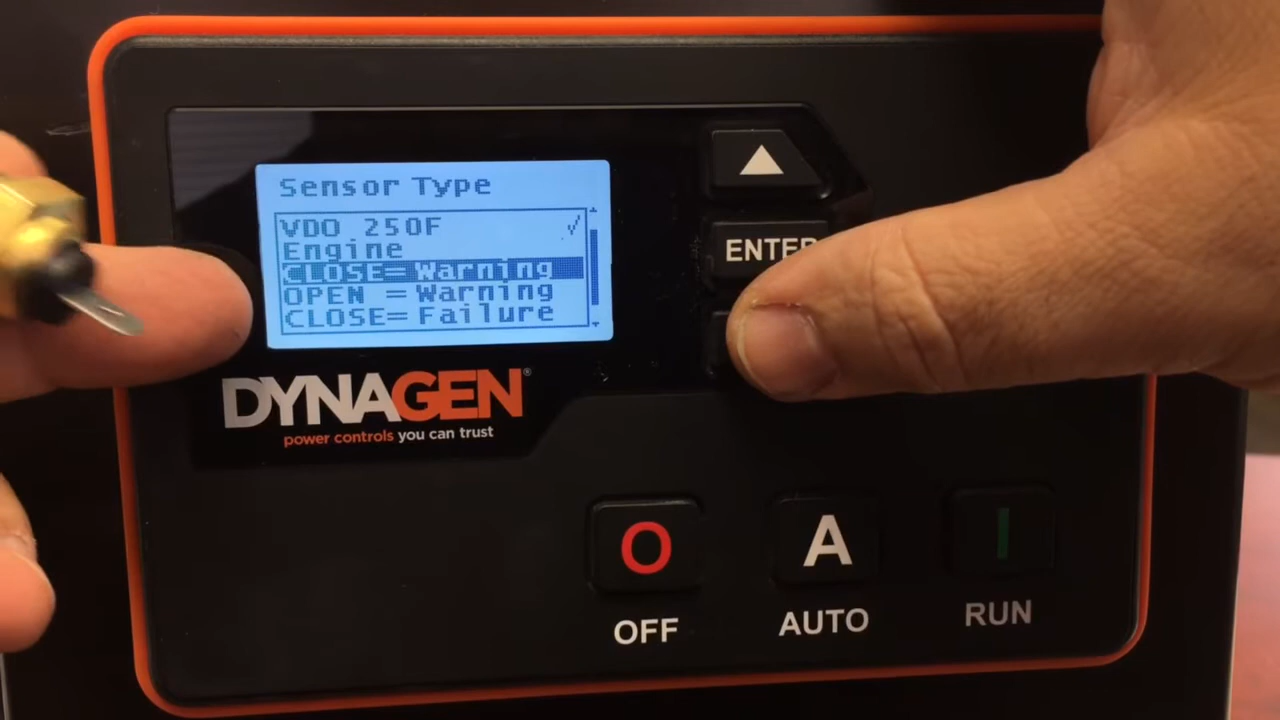 Sensor Type
VDO 250F √
Engine
CLOSE= Warning
OPEN = Warning
CLOSE= Failure
ENTER
DYNAGEN®
power controls you can trust
O A I
OFF AUTO RUN